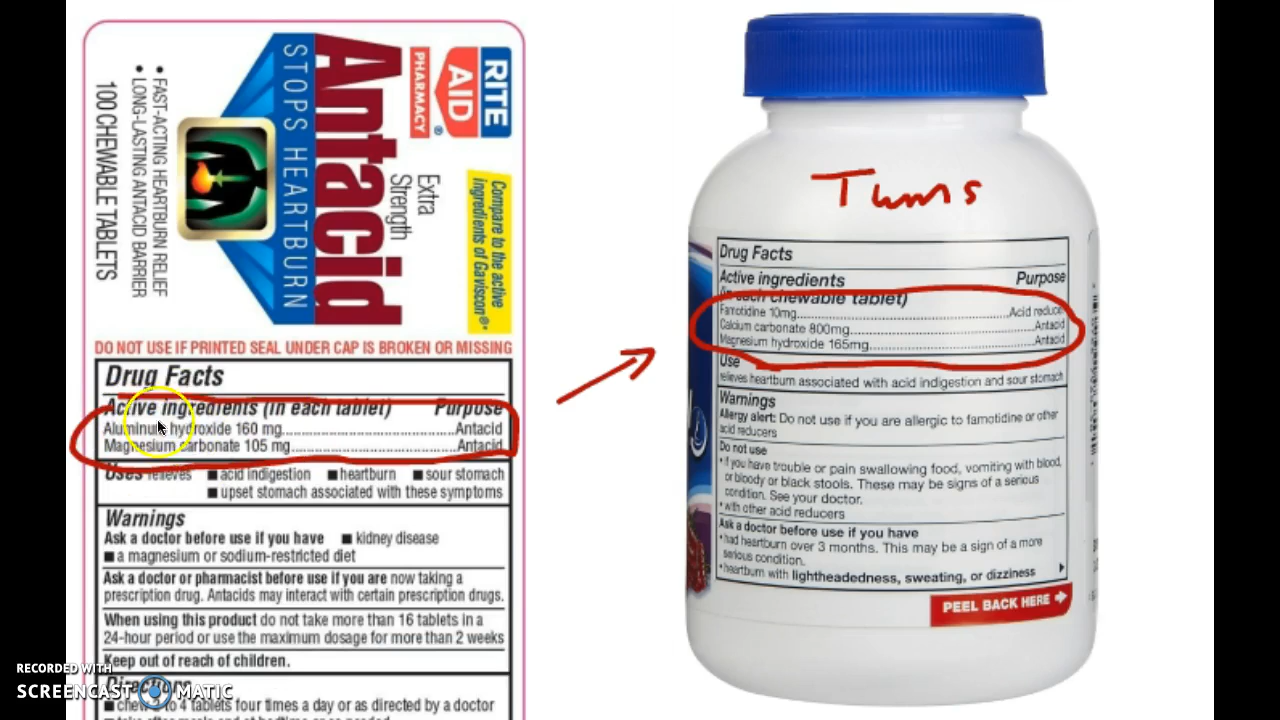 RITE
AID
PHARMACY®
Compare to the active
ingredients of Gaviscon®*
Extra
Strength
Antacid
STOPS HEARTBURN
• FAST-ACTING HEARTBURN RELIEF
• LONG-LASTING ANTACID BARRIER
100 CHEWABLE TABLETS
DO NOT USE IF PRINTED SEAL UNDER CAP IS BROKEN OR MISSING
Drug Facts
Active ingredients (in each tablet) Purpose
Aluminum hydroxide 160 mg Antacid
Magnesium carbonate 105 mg Antacid
Uses relieves ■ acid indigestion ■ heartburn ■ sour stomach
■ upset stomach associated with these symptoms
Warnings
Ask a doctor before use if you have ■ kidney disease
■ a magnesium or sodium-restricted diet
Ask a doctor or pharmacist before use if you are now taking a
prescription drug. Antacids may interact with certain prescription drugs.
When using this product do not take more than 16 tablets in a
24-hour period or use the maximum dosage for more than 2 weeks
Keep out of reach of children.
Directions
■ chew to 4 tablets four times a day or as directed by a doctor
■ take after meals and at bedtime or as needed
Tums
Drug Facts
Active ingredients Purpose
(in each chewable tablet)
Famotidine 10mg Acid reduce
Calcium carbonate 800mg Antacid
Magnesium hydroxide 165mg Antacid
Use
relieves heartburn associated with acid indigestion and sour stomach
Warnings
Allergy alert: Do not use if you are allergic to famotidine or other
acid reducers
Do not use
• if you have trouble or pain swallowing food, vomiting with blood,
or bloody or black stools. These may be signs of a serious
condition. See your doctor.
• with other acid reducers
Ask a doctor before use if you have
• had heartburn over 3 months. This may be a sign of a more
serious condition.
• heartburn with lightheadedness, sweating, or dizziness
PEEL BACK HERE
RECORDED WITH
SCREENCAST MATIC